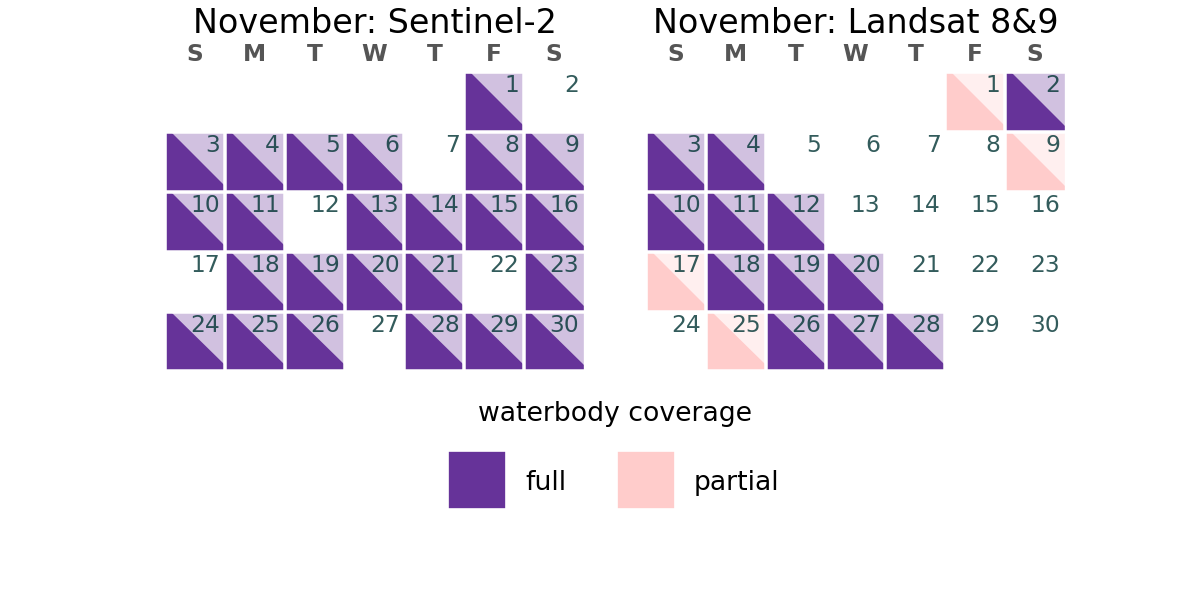 November: Sentinel-2
S M T W T F S
1 2
3 4 5 6 7 8 9
10 11 12 13 14 15 16
17 18 19 20 21 22 23
24 25 26 27 28 29 30
November: Landsat 8&9
S M T W T F S
1 2
3 4 5 6 7 8 9
10 11 12 13 14 15 16
17 18 19 20 21 22 23
24 25 26 27 28 29 30
waterbody coverage
full partial